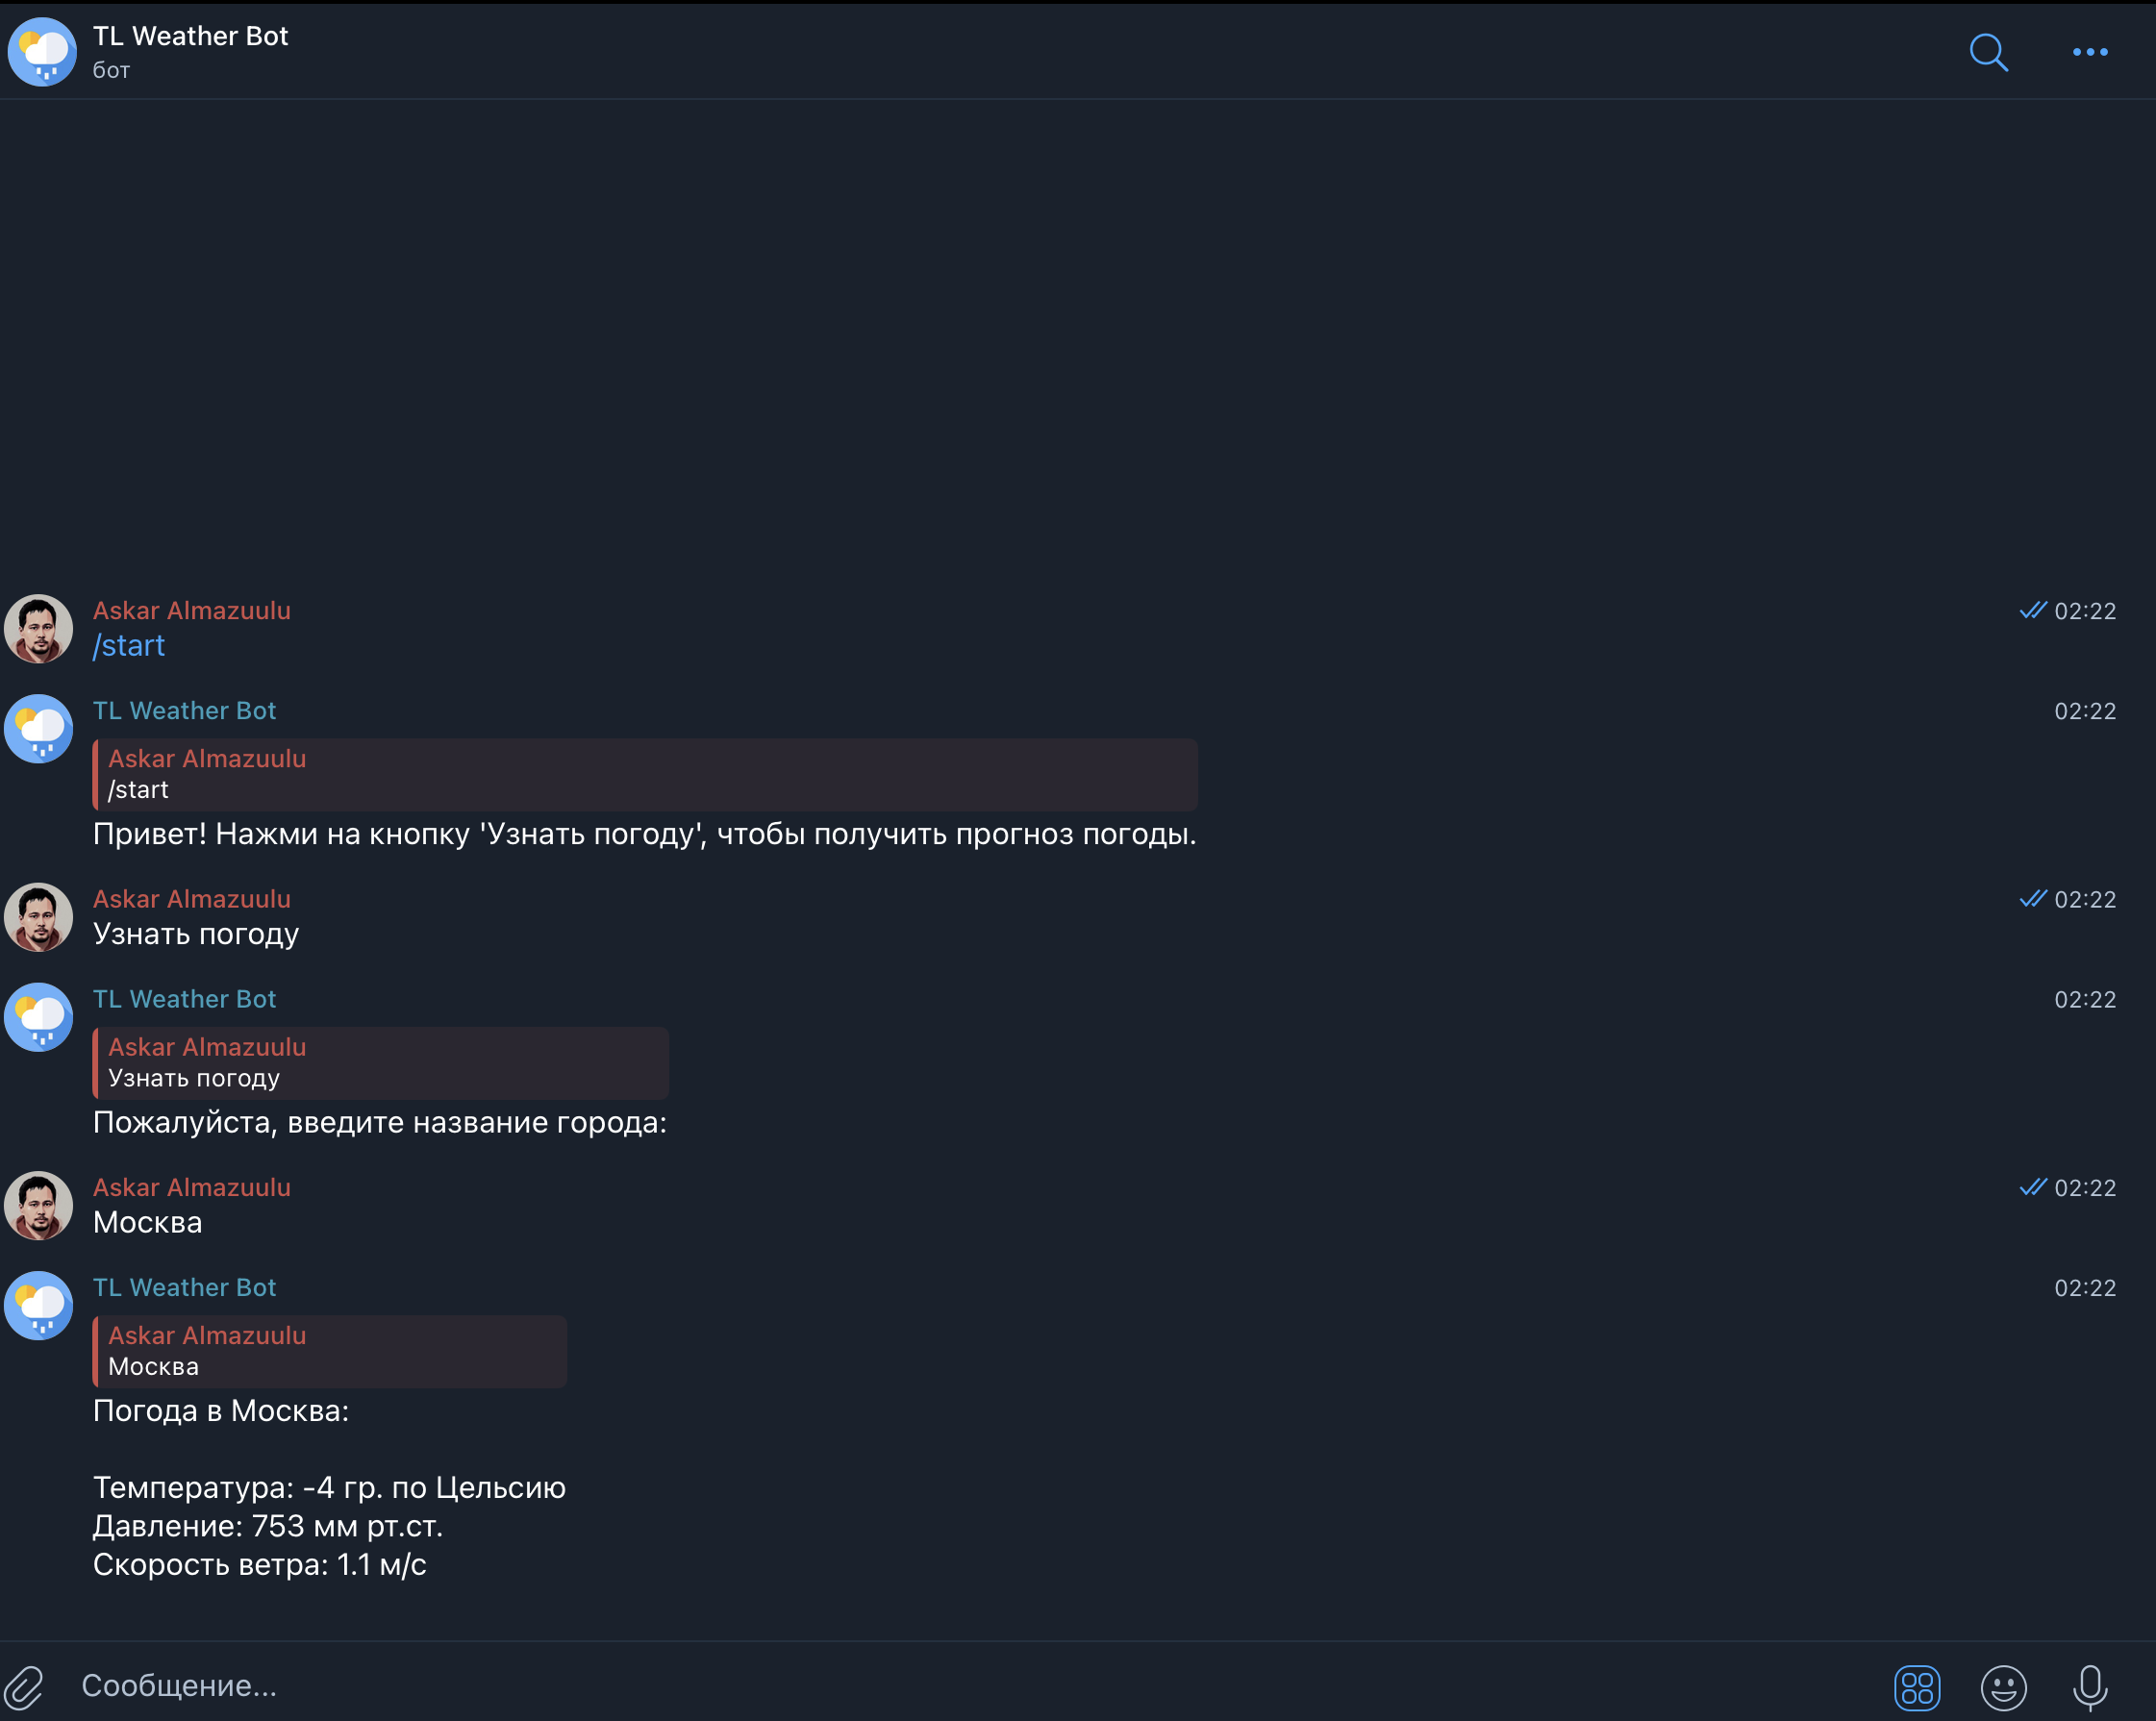 TL Weather Bot
бот
Askar Almazuulu
02:22
/start
TL Weather Bot
02:22
Askar Almazuulu
/start
Привет! Нажми на кнопку 'Узнать погоду', чтобы получить прогноз погоды.
Askar Almazuulu
02:22
Узнать погоду
TL Weather Bot
02:22
Askar Almazuulu
Узнать погоду
Пожалуйста, введите название города:
Askar Almazuulu
02:22
Москва
TL Weather Bot
02:22
Askar Almazuulu
Москва
Погода в Москва:
Температура: -4 гр. по Цельсию
Давление: 753 мм рт.ст.
Скорость ветра: 1.1 м/с
Сообщение...